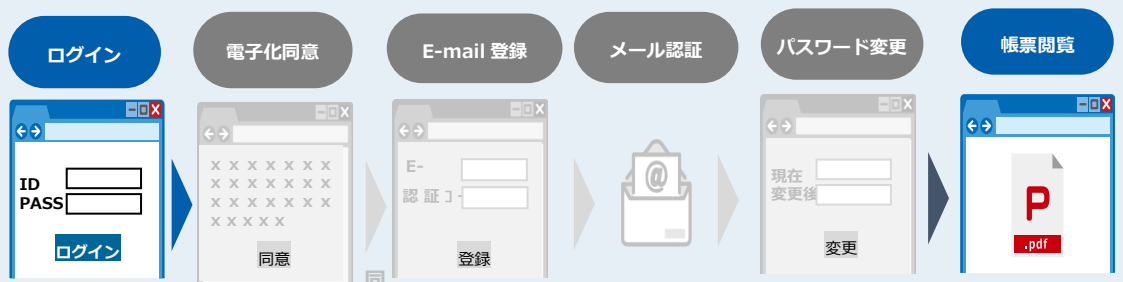 ログイン
電子化同意
E-mail 登録
メール認証
パスワード変更
帳票閲覧
ID
PASS
ログイン
x x x x x x x
x x x x x x x
x x x x x x x
x x x x x
同意
同
E-
認 証 コ -
登録
@
現在
変更後
変更
P
.pdf